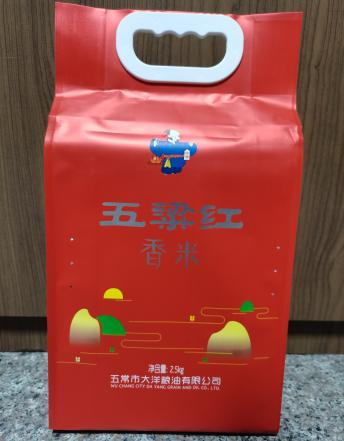 五粱红
香米
净含量: 2.5kg
五常市大洋粮油有限公司
WU CHANG CITY DA YANG GRAIN AND OIL CO., LTD.